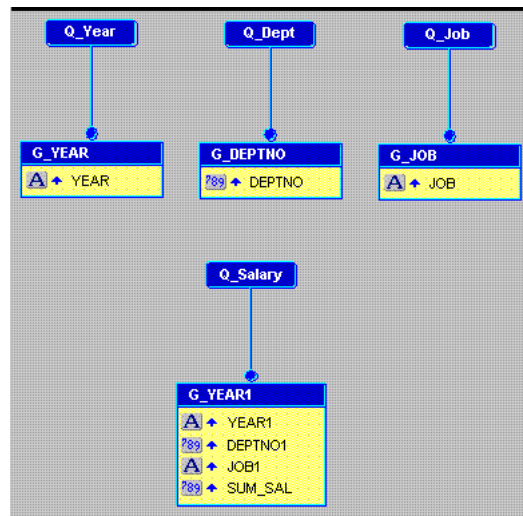 Q_Year
Q_Dept
Q_Job
G_YEAR
A YEAR
G_DEPTNO
789 DEPTNO
G_JOB
A JOB
Q_Salary
G_YEAR1
A YEAR1
789 DEPTNO1
A JOB1
789 SUM_SAL